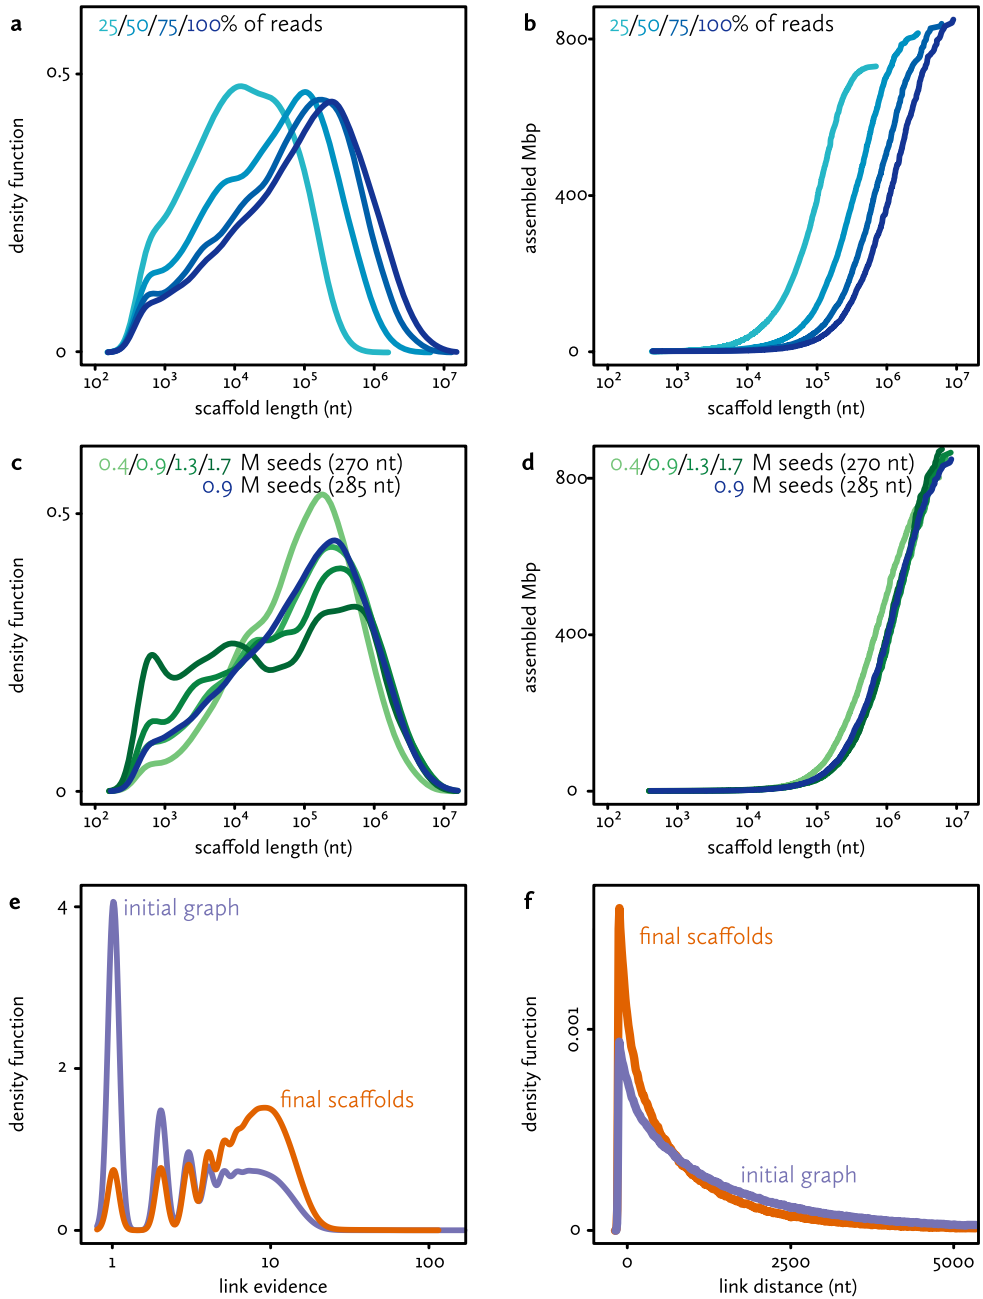 a
25/50/75/100% of reads
0.5
0
density function
10² 10³ 10⁴ 10⁵ 10⁶ 10⁷
scaffold length (nt)
b
25/50/75/100% of reads
800
400
0
assembled Mbp
10² 10³ 10⁴ 10⁵ 10⁶ 10⁷
scaffold length (nt)
c
0.4/0.9/1.3/1.7 M seeds (270 nt)
0.9 M seeds (285 nt)
0.5
0
density function
10² 10³ 10⁴ 10⁵ 10⁶ 10⁷
scaffold length (nt)
d
0.4/0.9/1.3/1.7 M seeds (270 nt)
0.9 M seeds (285 nt)
800
400
0
assembled Mbp
10² 10³ 10⁴ 10⁵ 10⁶ 10⁷
scaffold length (nt)
e
initial graph
final scaffolds
4
2
0
density function
1 10 100
link evidence
f
final scaffolds
initial graph
0.001
0
density function
0 2500 5000
link distance (nt)